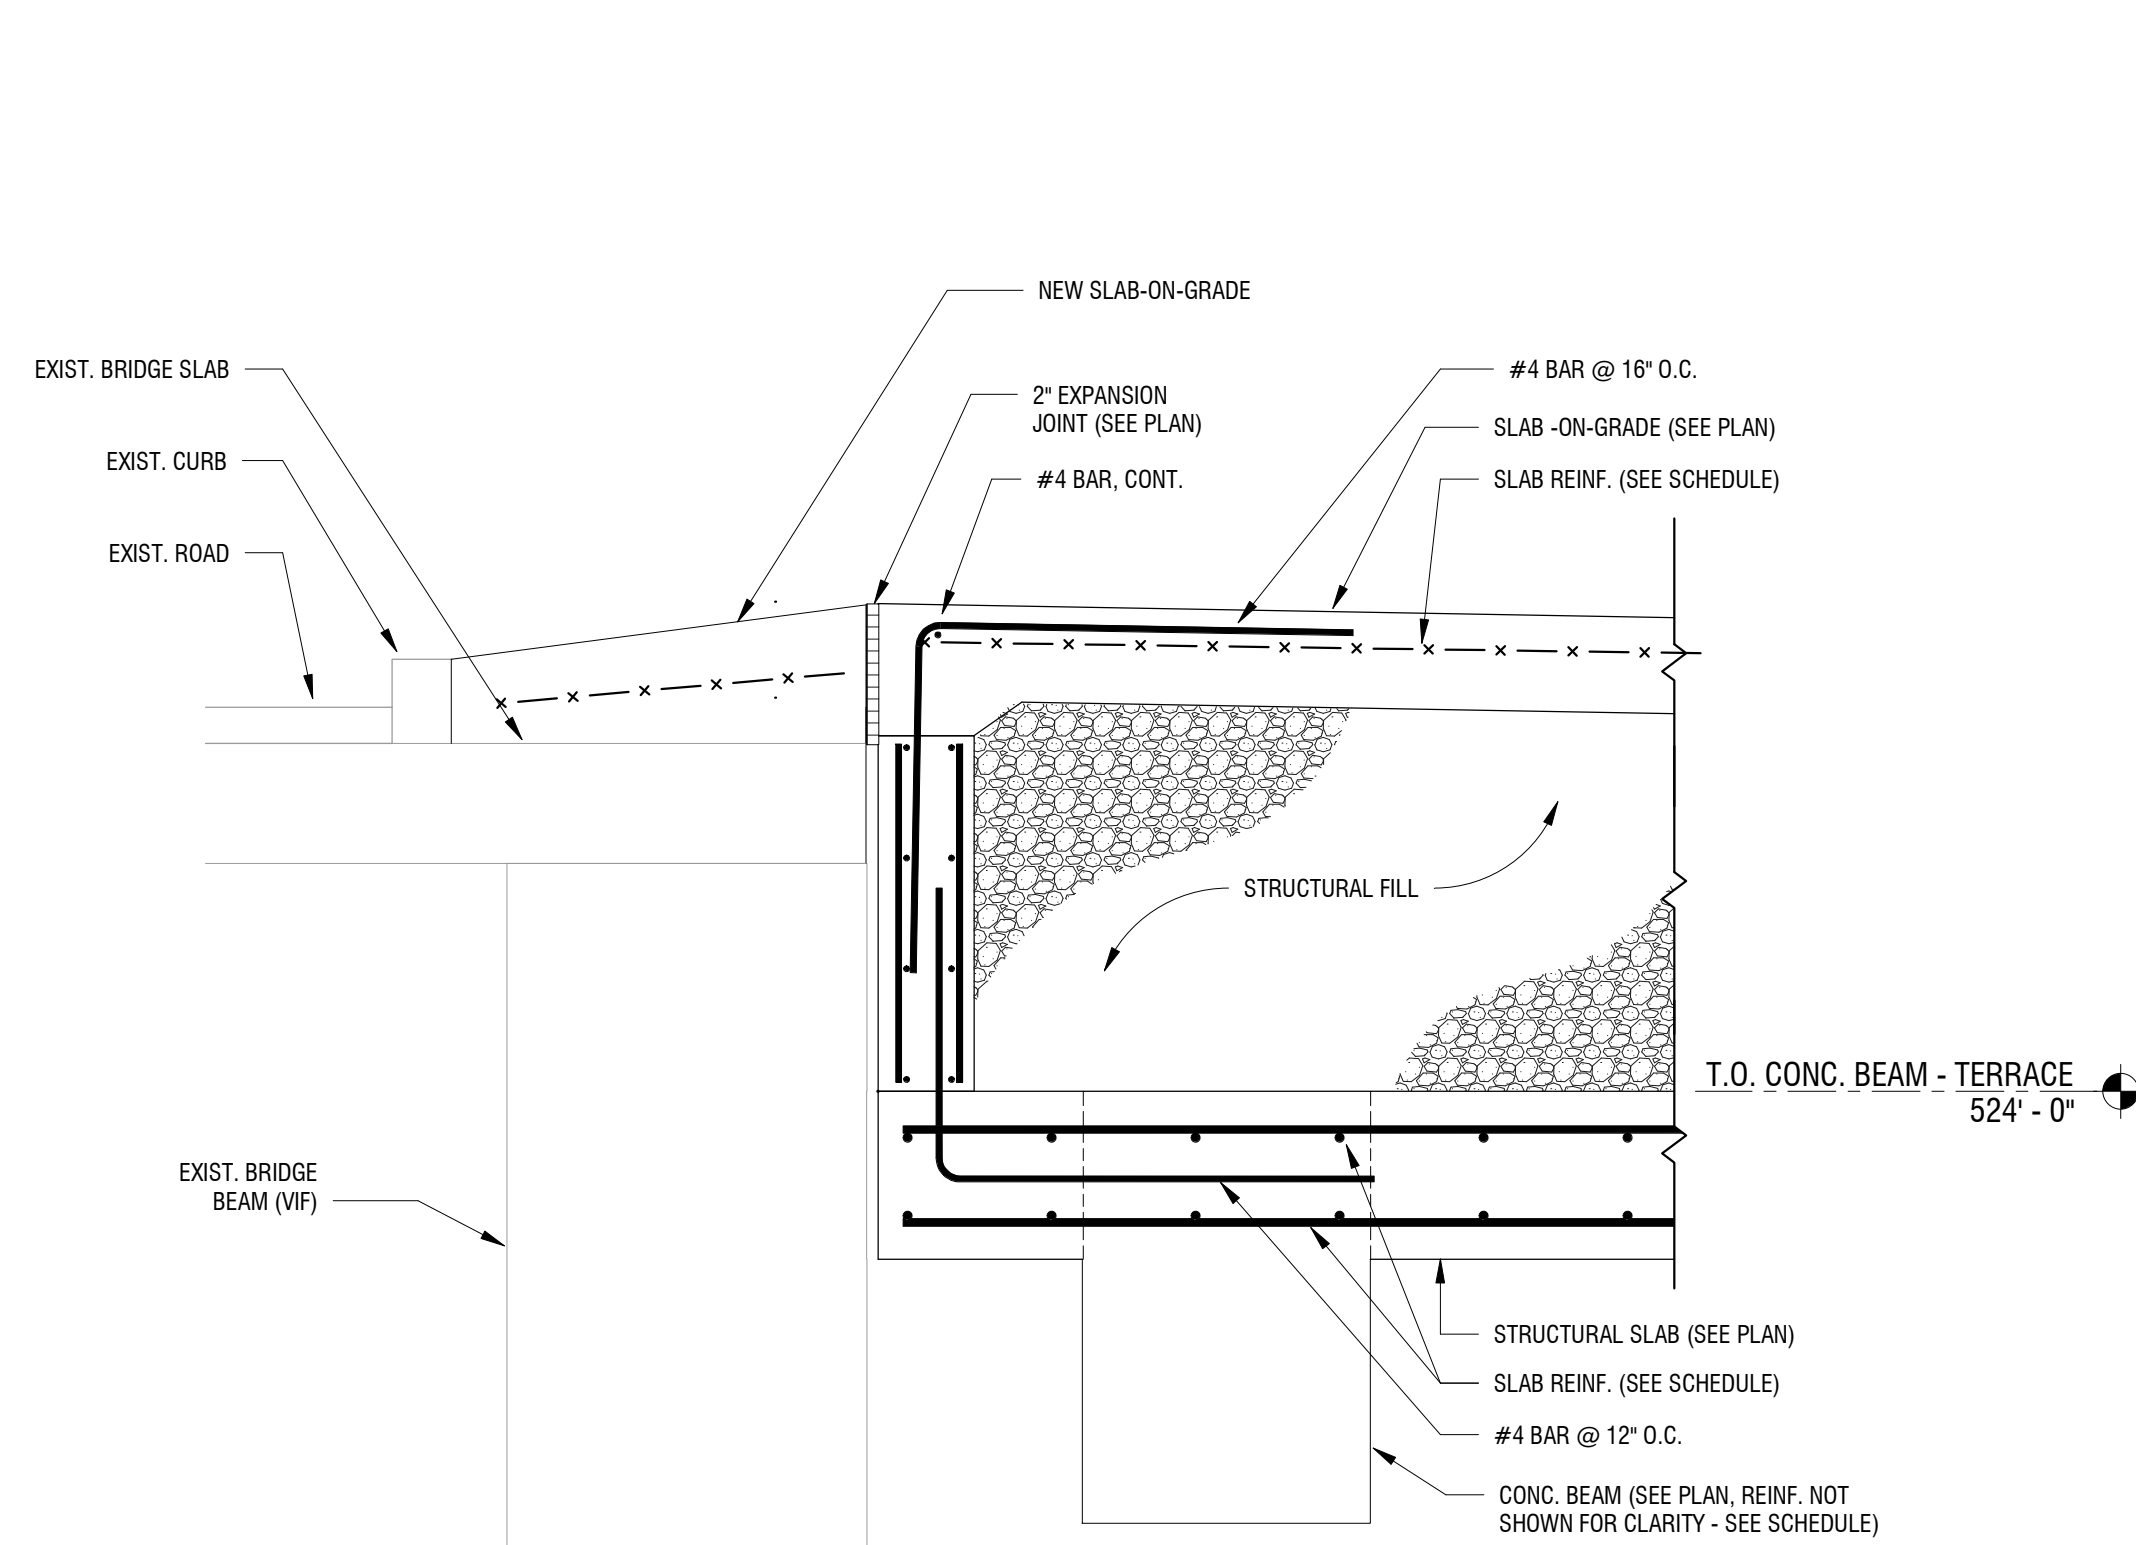 NEW SLAB-ON-GRADE
EXIST. BRIDGE SLAB
2" EXPANSION
JOINT (SEE PLAN)
#4 BAR @ 16" O.C.
SLAB -ON-GRADE (SEE PLAN)
EXIST. CURB
#4 BAR, CONT.
SLAB REINF. (SEE SCHEDULE)
EXIST. ROAD
STRUCTURAL FILL
T.O. CONC. BEAM - TERRACE
524' - 0"
EXIST. BRIDGE
BEAM (VIF)
STRUCTURAL SLAB (SEE PLAN)
SLAB REINF. (SEE SCHEDULE)
#4 BAR @ 12" O.C.
CONC. BEAM (SEE PLAN, REINF. NOT
SHOWN FOR CLARITY - SEE SCHEDULE)